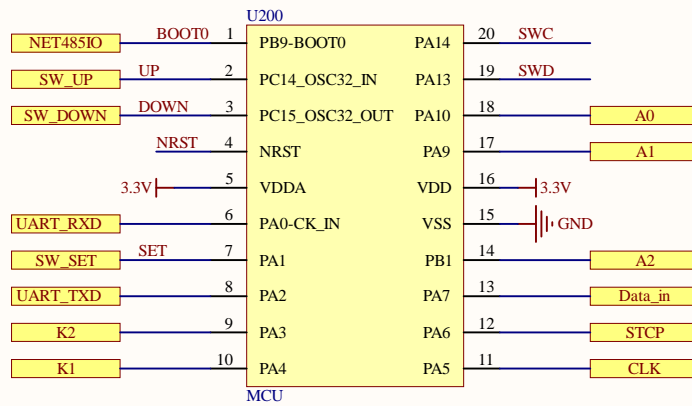 U200
NET485IO BOOT0 1 PB9-BOOT0 PA14 20 SWC
SW_UP UP 2 PC14_OSC32_IN PA13 19 SWD
SW_DOWN DOWN 3 PC15_OSC32_OUT PA10 18 A0
NRST 4 NRST PA9 17 A1
3.3V 5 VDDA VDD 16 3.3V
UART_RXD 6 PA0-CK_IN VSS 15 GND
SW_SET SET 7 PA1 PB1 14 A2
UART_TXD 8 PA2 PA7 13 Data_in
K2 9 PA3 PA6 12 STCP
K1 10 PA4 PA5 11 CLK
MCU